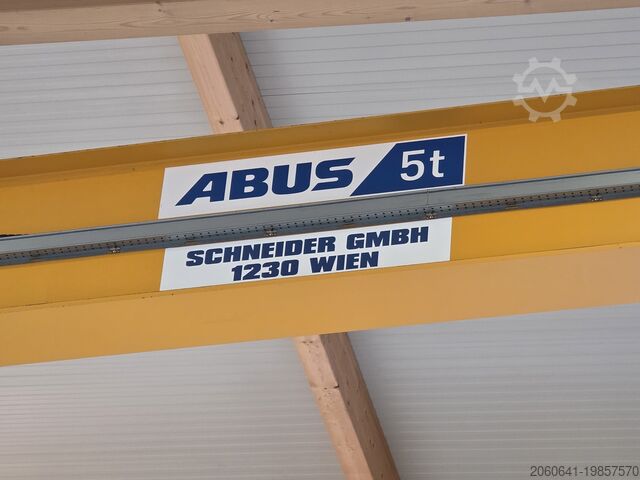 ABUS 5t
SCHNEIDER GMBH
1230 WIEN
2060641-19857570